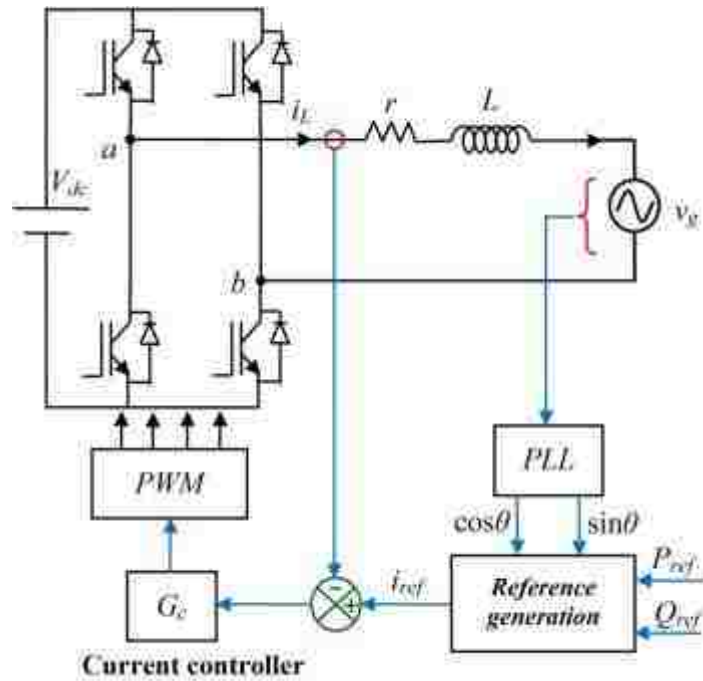 i_L
r
L
a
V_dc
v_g
b
PLL
PWM
cosθ
sinθ
P_ref
i_ref
Reference
generation
G_c
Q_ref
-
+
Current controller